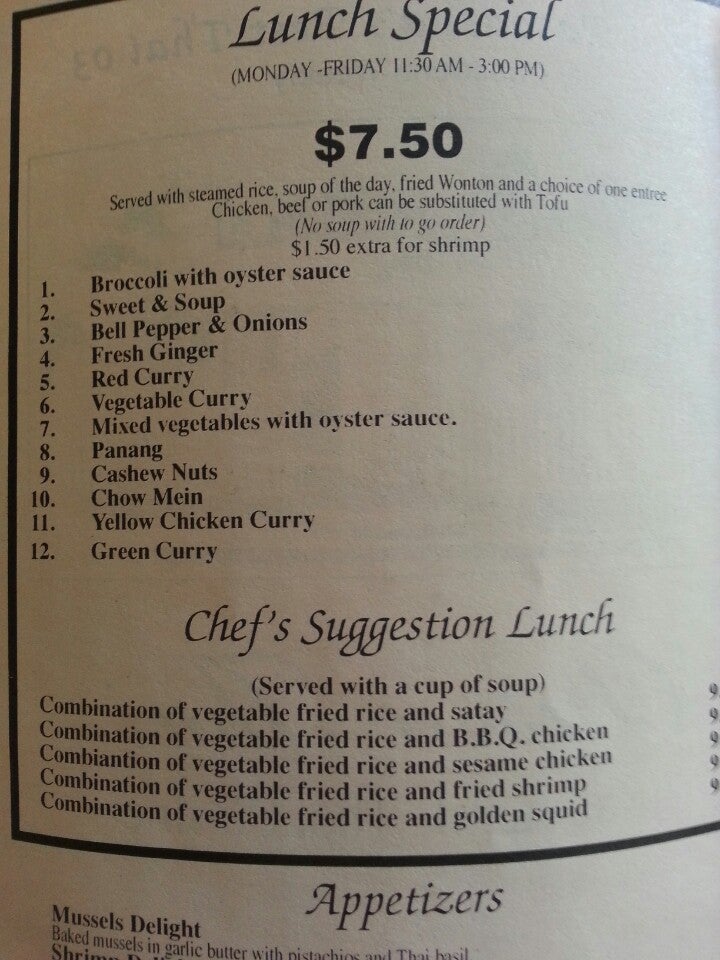 Lunch Special
(MONDAY -FRIDAY 11:30 AM - 3:00 PM)
$7.50
Served with steamed rice, soup of the day, fried Wonton and a choice of one entree
Chicken, beef or pork can be substituted with Tofu
(No soup with to go order)
$1.50 extra for shrimp
1. Broccoli with oyster sauce
2. Sweet & Soup
3. Bell Pepper & Onions
4. Fresh Ginger
5. Red Curry
6. Vegetable Curry
7. Mixed vegetables with oyster sauce.
8. Panang
9. Cashew Nuts
10. Chow Mein
11. Yellow Chicken Curry
12. Green Curry
Chef's Suggestion Lunch
(Served with a cup of soup)
Combination of vegetable fried rice and satay 9
Combination of vegetable fried rice and B.B.Q. chicken 9
Combiantion of vegetable fried rice and sesame chicken 9
Combination of vegetable fried rice and fried shrimp 9
Combination of vegetable fried rice and golden squid 9
Appetizers
Mussels Delight
Baked mussels in garlic butter with pistachios and Thai basil
Shrimp